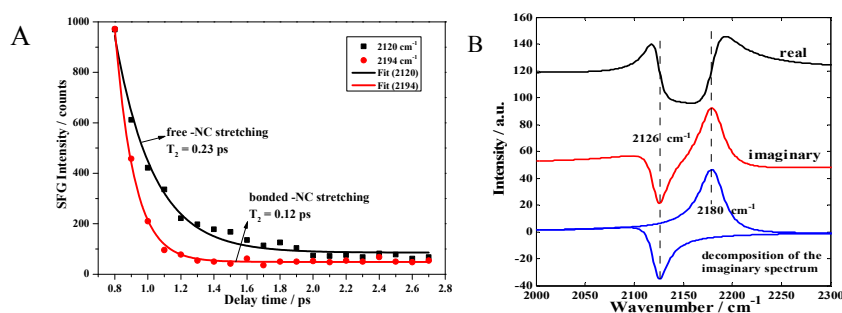 A
1000
800
600
400
200
0
SFG Intensity / counts
0.6 0.8 1.0 1.2 1.4 1.6 1.8 2.0 2.2 2.4 2.6 2.8
Delay time / ps
2120 cm⁻¹
2194 cm⁻¹
Fit (2120)
Fit (2194)
free -NC stretching
T₂ = 0.23 ps
bonded -NC stretching
T₂ = 0.12 ps
B
160
140
120
100
80
60
40
20
0
-20
-40
Intensity / a.u.
2000 2050 2100 2150 2200 2250 2300
Wavenumber / cm⁻¹
real
2126 cm⁻¹
imaginary
2180 cm⁻¹
decomposition of the
imaginary spectrum